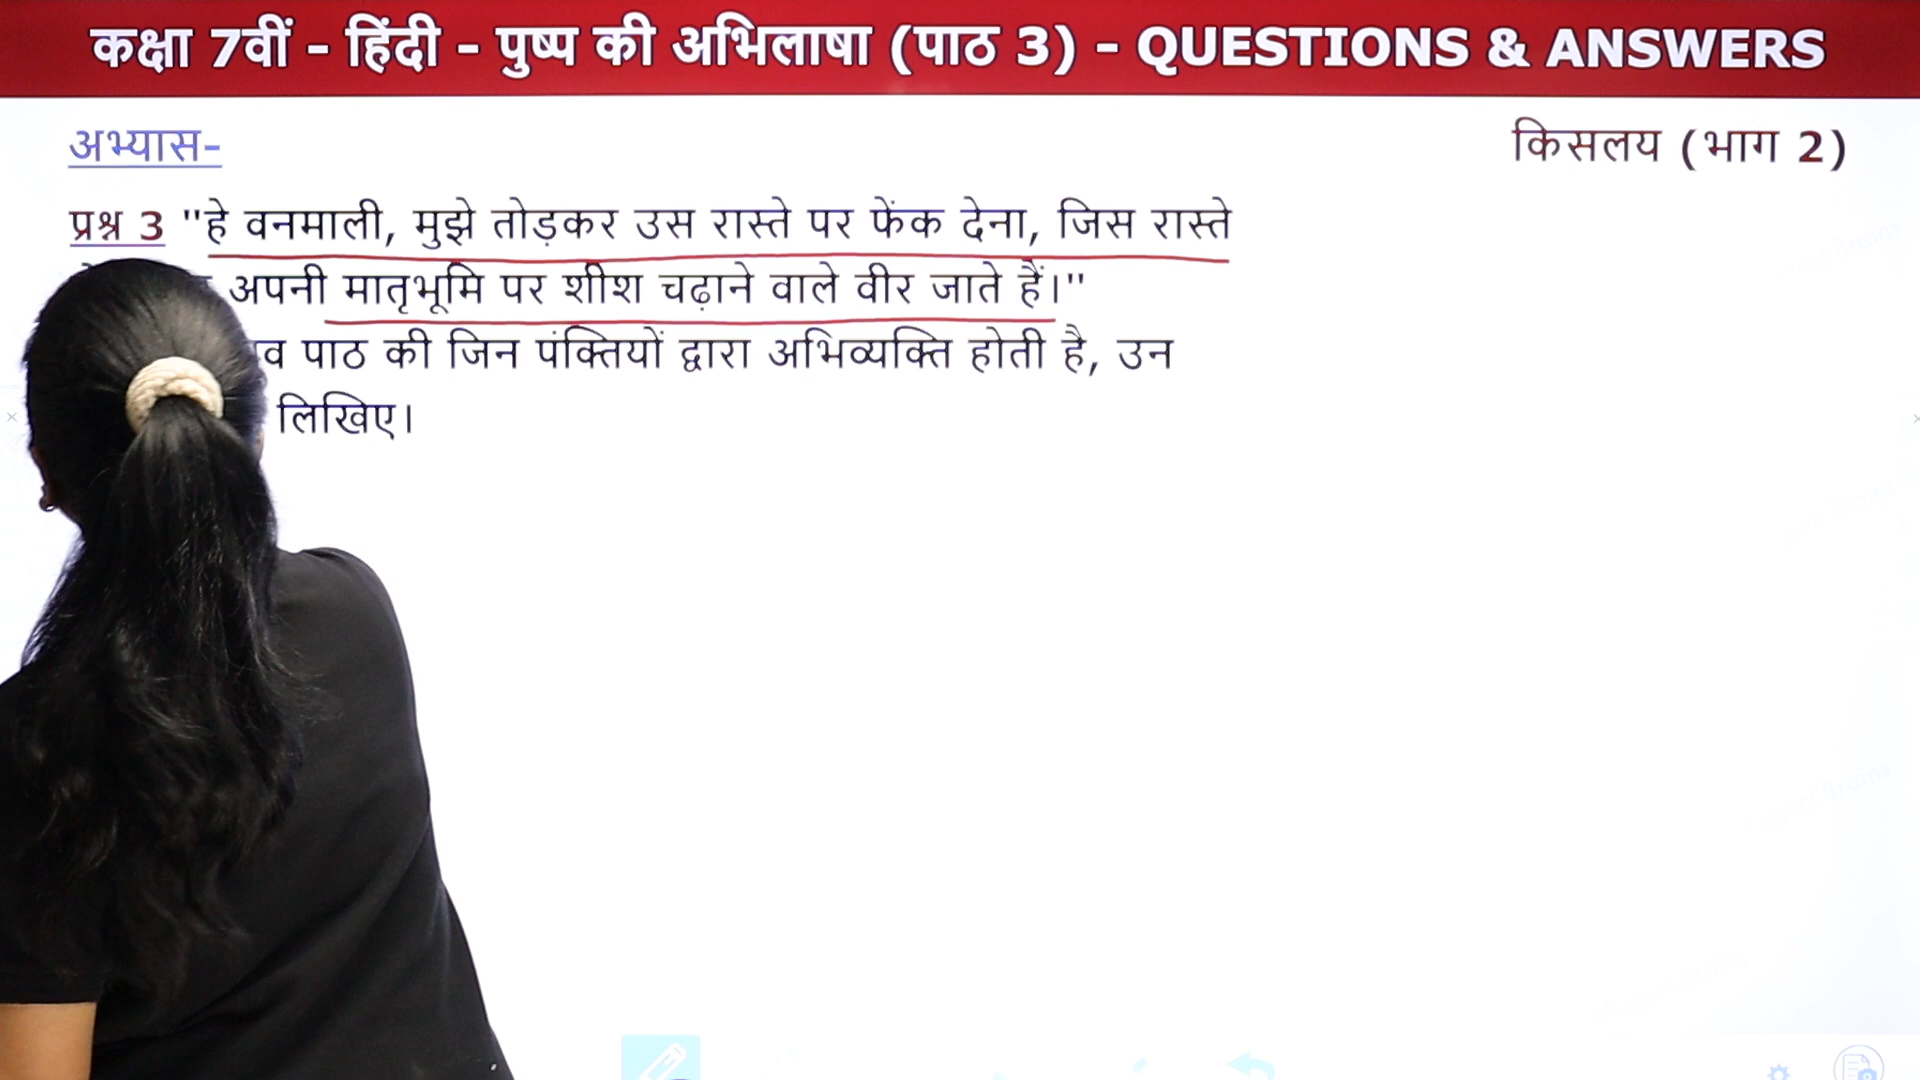 कक्षा 7वीं - हिंदी - पुष्प की अभिलाषा (पाठ 3) - QUESTIONS & ANSWERS
अभ्यास-
किसलय (भाग 2)
प्रश्न 3 "हे वनमाली, मुझे तोड़कर उस रास्ते पर फेंक देना, जिस रास्ते
अपनी मातृभूमि पर शीश चढ़ाने वाले वीर जाते हैं।"
पाठ की जिन पंक्तियों द्वारा अभिव्यक्ति होती है, उन
लिखिए।